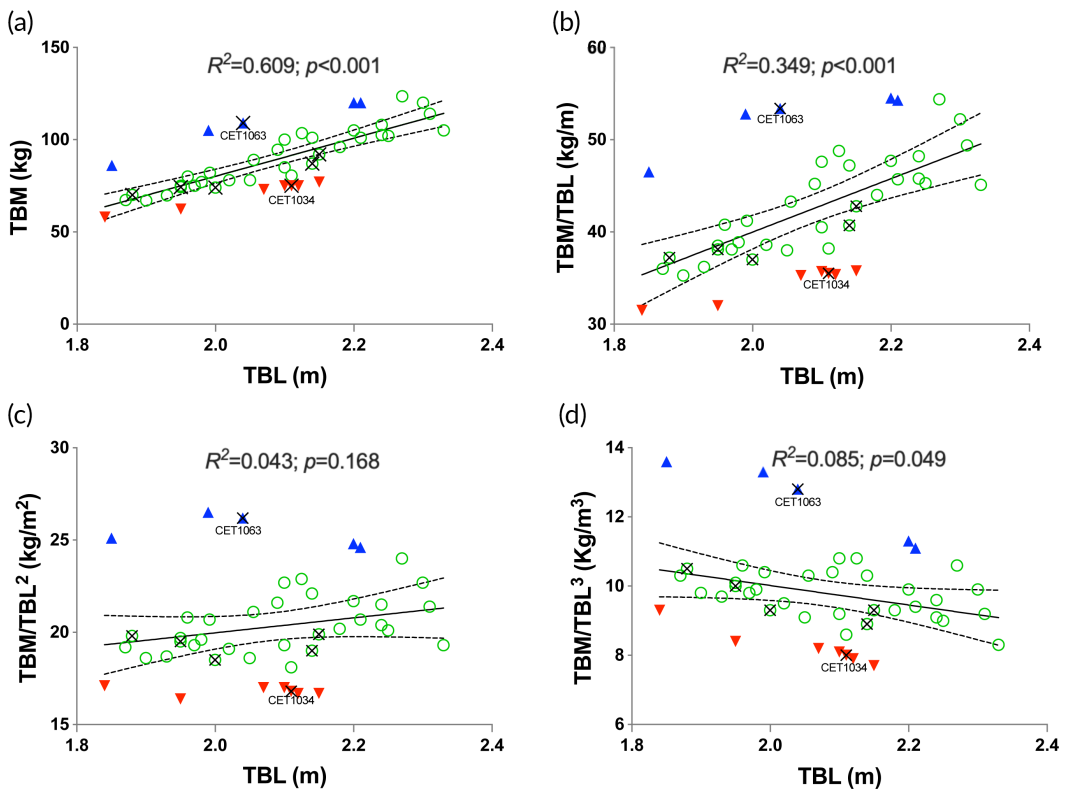 (a)
R²=0.609; p<0.001
150
100
50
0
TBM (kg)
CET1063
CET1034
1.8 2.0 2.2 2.4
TBL (m)
(b)
R²=0.349; p<0.001
60
50
40
30
TBM/TBL (kg/m)
CET1063
CET1034
1.8 2.0 2.2 2.4
TBL (m)
(c)
R²=0.043; p=0.168
30
25
20
15
TBM/TBL² (kg/m²)
CET1063
CET1034
1.8 2.0 2.2 2.4
TBL (m)
(d)
R²=0.085; p=0.049
14
12
10
8
6
TBM/TBL³ (Kg/m³)
CET1063
CET1034
1.8 2.0 2.2 2.4
TBL (m)